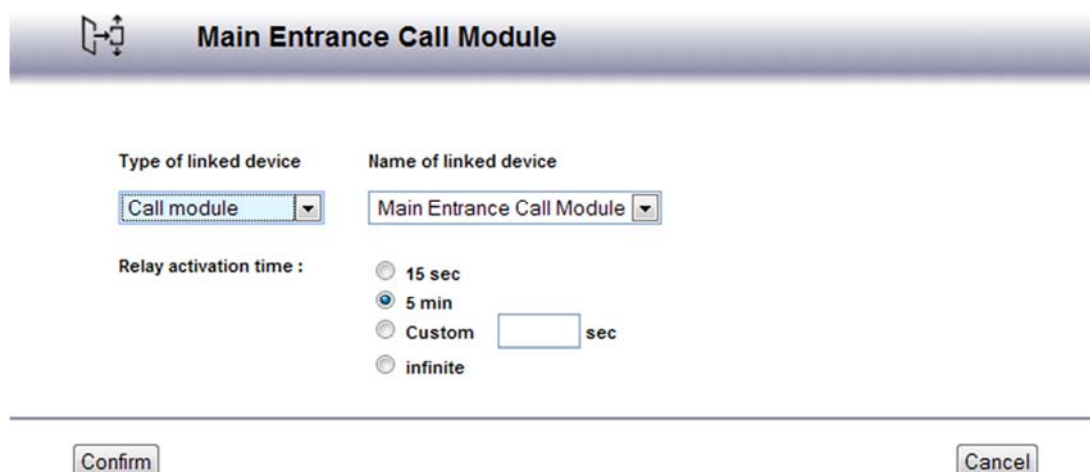 Main Entrance Call Module
Type of linked device Name of linked device
Call module Main Entrance Call Module
Relay activation time :
15 sec
5 min
Custom sec
infinite
Confirm Cancel